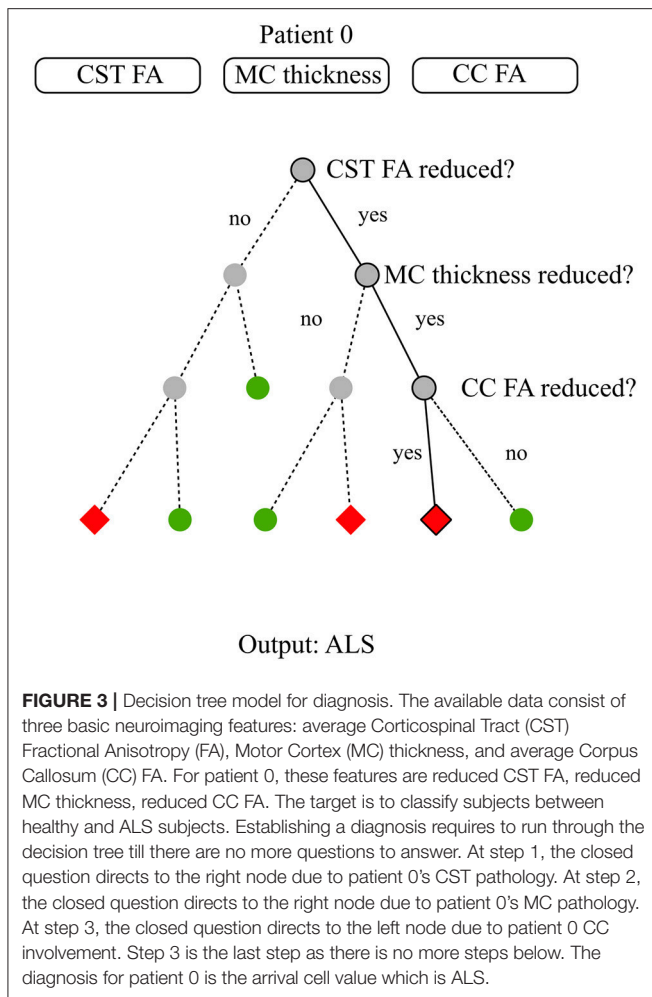 Patient 0
CST FA MC thickness CC FA
CST FA reduced?
no yes
MC thickness reduced?
no yes
CC FA reduced?
yes no
Output: ALS
FIGURE 3 | Decision tree model for diagnosis. The available data consist of
three basic neuroimaging features: average Corticospinal Tract (CST)
Fractional Anisotropy (FA), Motor Cortex (MC) thickness, and average Corpus
Callosum (CC) FA. For patient 0, these features are reduced CST FA, reduced
MC thickness, reduced CC FA. The target is to classify subjects between
healthy and ALS subjects. Establishing a diagnosis requires to run through the
decision tree till there are no more questions to answer. At step 1, the closed
question directs to the right node due to patient 0's CST pathology. At step 2,
the closed question directs to the right node due to patient 0's MC pathology.
At step 3, the closed question directs to the left node due to patient 0 CC
involvement. Step 3 is the last step as there is no more steps below. The
diagnosis for patient 0 is the arrival cell value which is ALS.